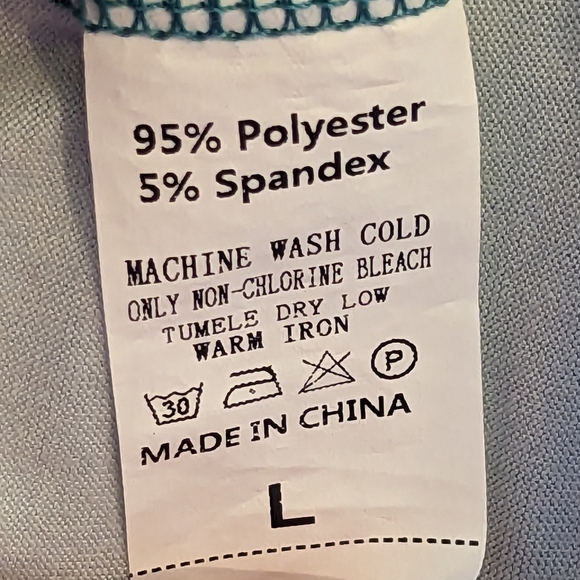 95% Polyester
5% Spandex
MACHINE WASH COLD
ONLY NON-CHLORINE BLEACH
TUMELE DRY LOW
WARM IRON
30 P
MADE IN CHINA
L